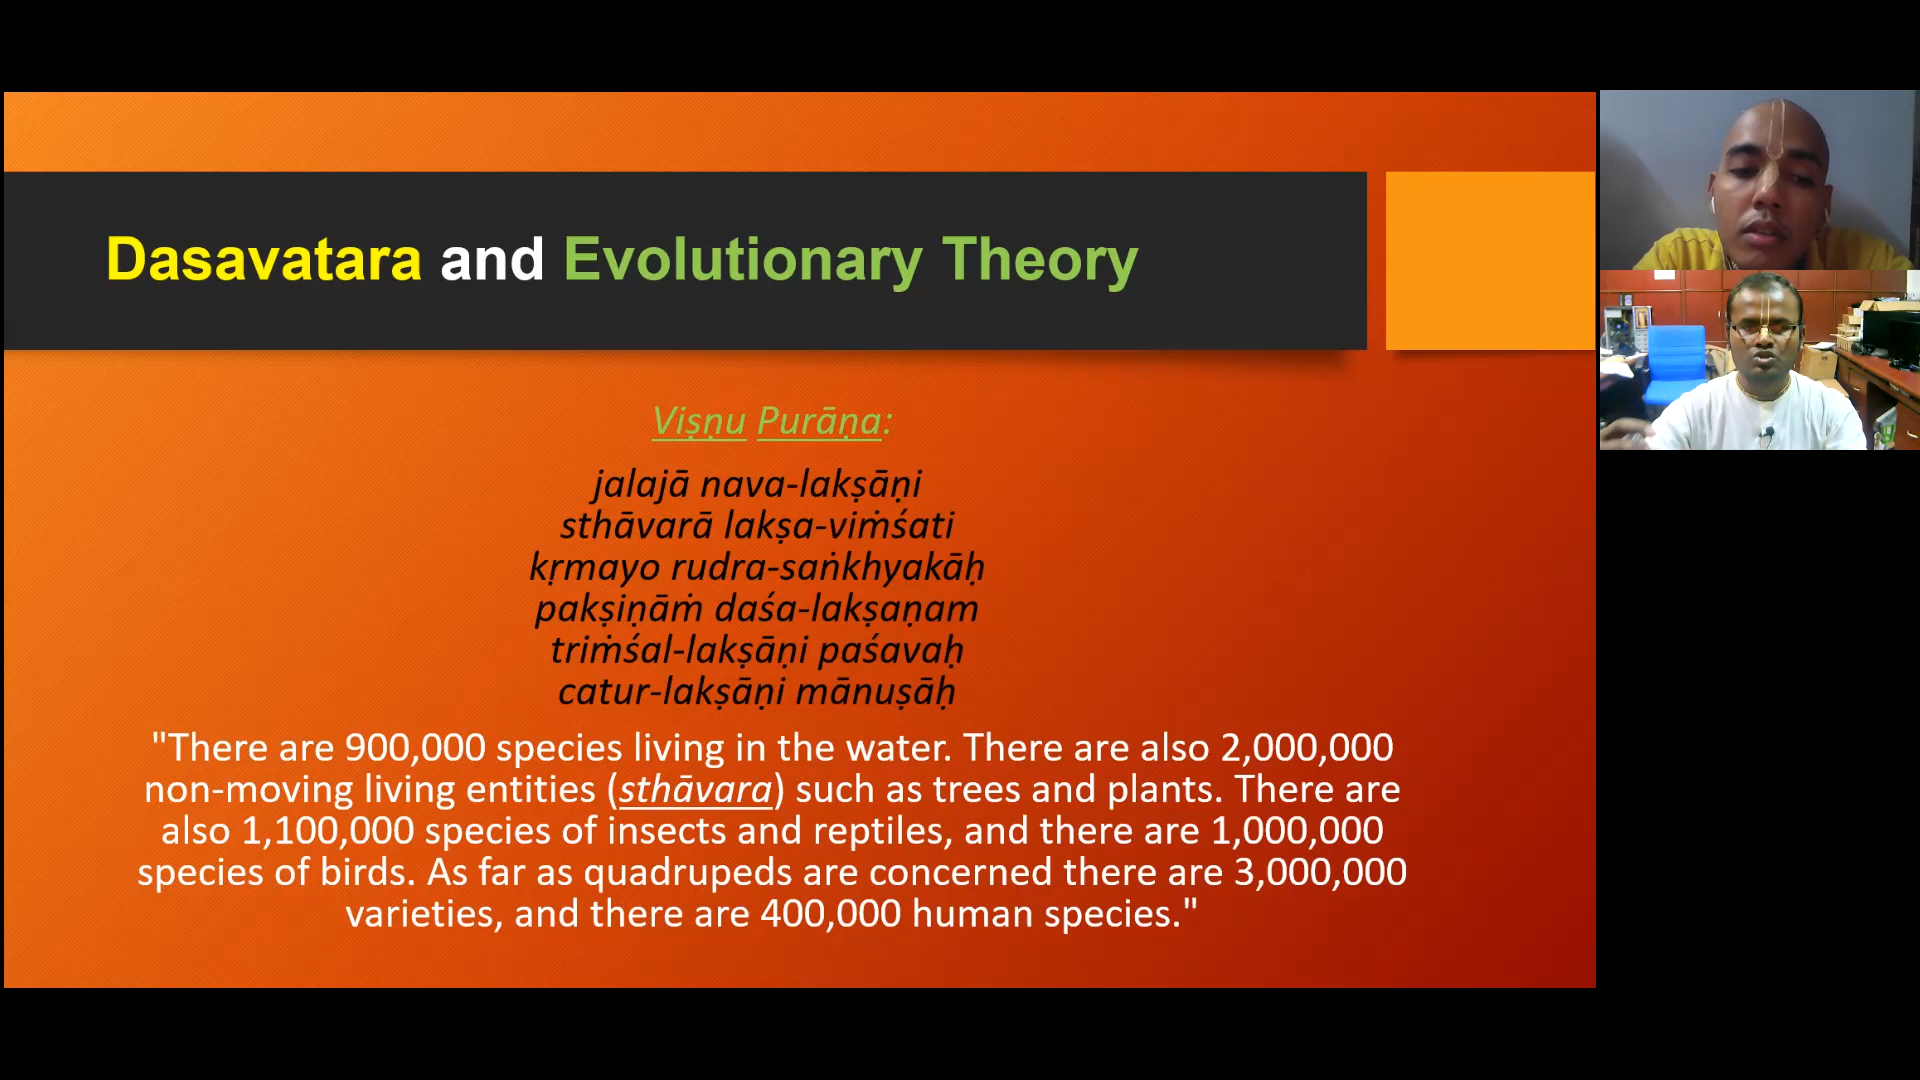 Dasavatara and Evolutionary Theory
Viṣṇu Purāṇa:
jalajā nava-lakṣāṇi
sthāvarā lakṣa-viṁśati
kṛmayo rudra-saṅkhyakāḥ
pakṣiṇāṁ daśa-lakṣaṇam
triṁśal-lakṣāṇi paśavaḥ
catur-lakṣāṇi mānuṣāḥ
"There are 900,000 species living in the water. There are also 2,000,000
non-moving living entities (sthāvara) such as trees and plants. There are
also 1,100,000 species of insects and reptiles, and there are 1,000,000
species of birds. As far as quadrupeds are concerned there are 3,000,000
varieties, and there are 400,000 human species."